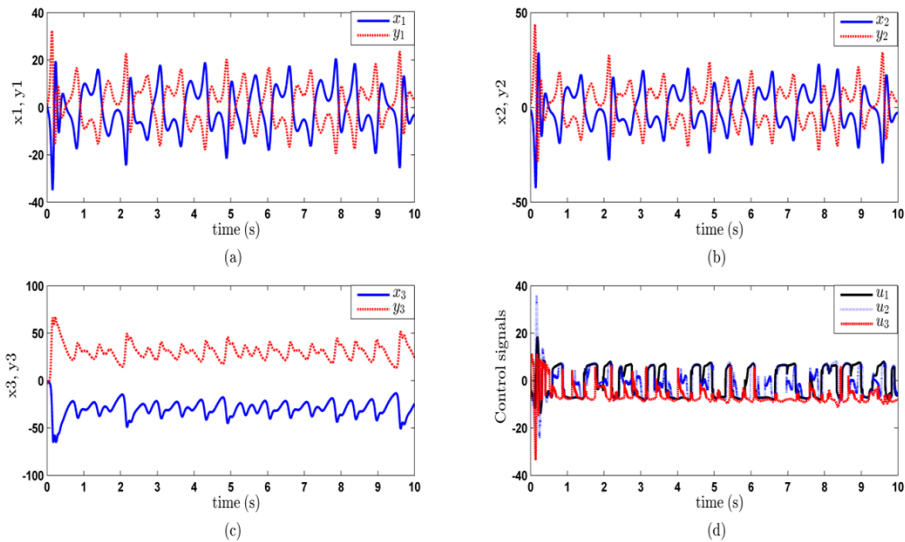 40
20
0
-20
-40
x1, y1
x1
y1
0 1 2 3 4 5 6 7 8 9 10
time (s)
(a)
50
0
-50
x2, y2
x2
y2
0 1 2 3 4 5 6 7 8 9 10
time (s)
(b)
100
50
0
-50
-100
x3, y3
x3
y3
0 1 2 3 4 5 6 7 8 9 10
time (s)
(c)
40
20
0
-20
-40
Control signals
u1
u2
u3
0 1 2 3 4 5 6 7 8 9 10
time (s)
(d)